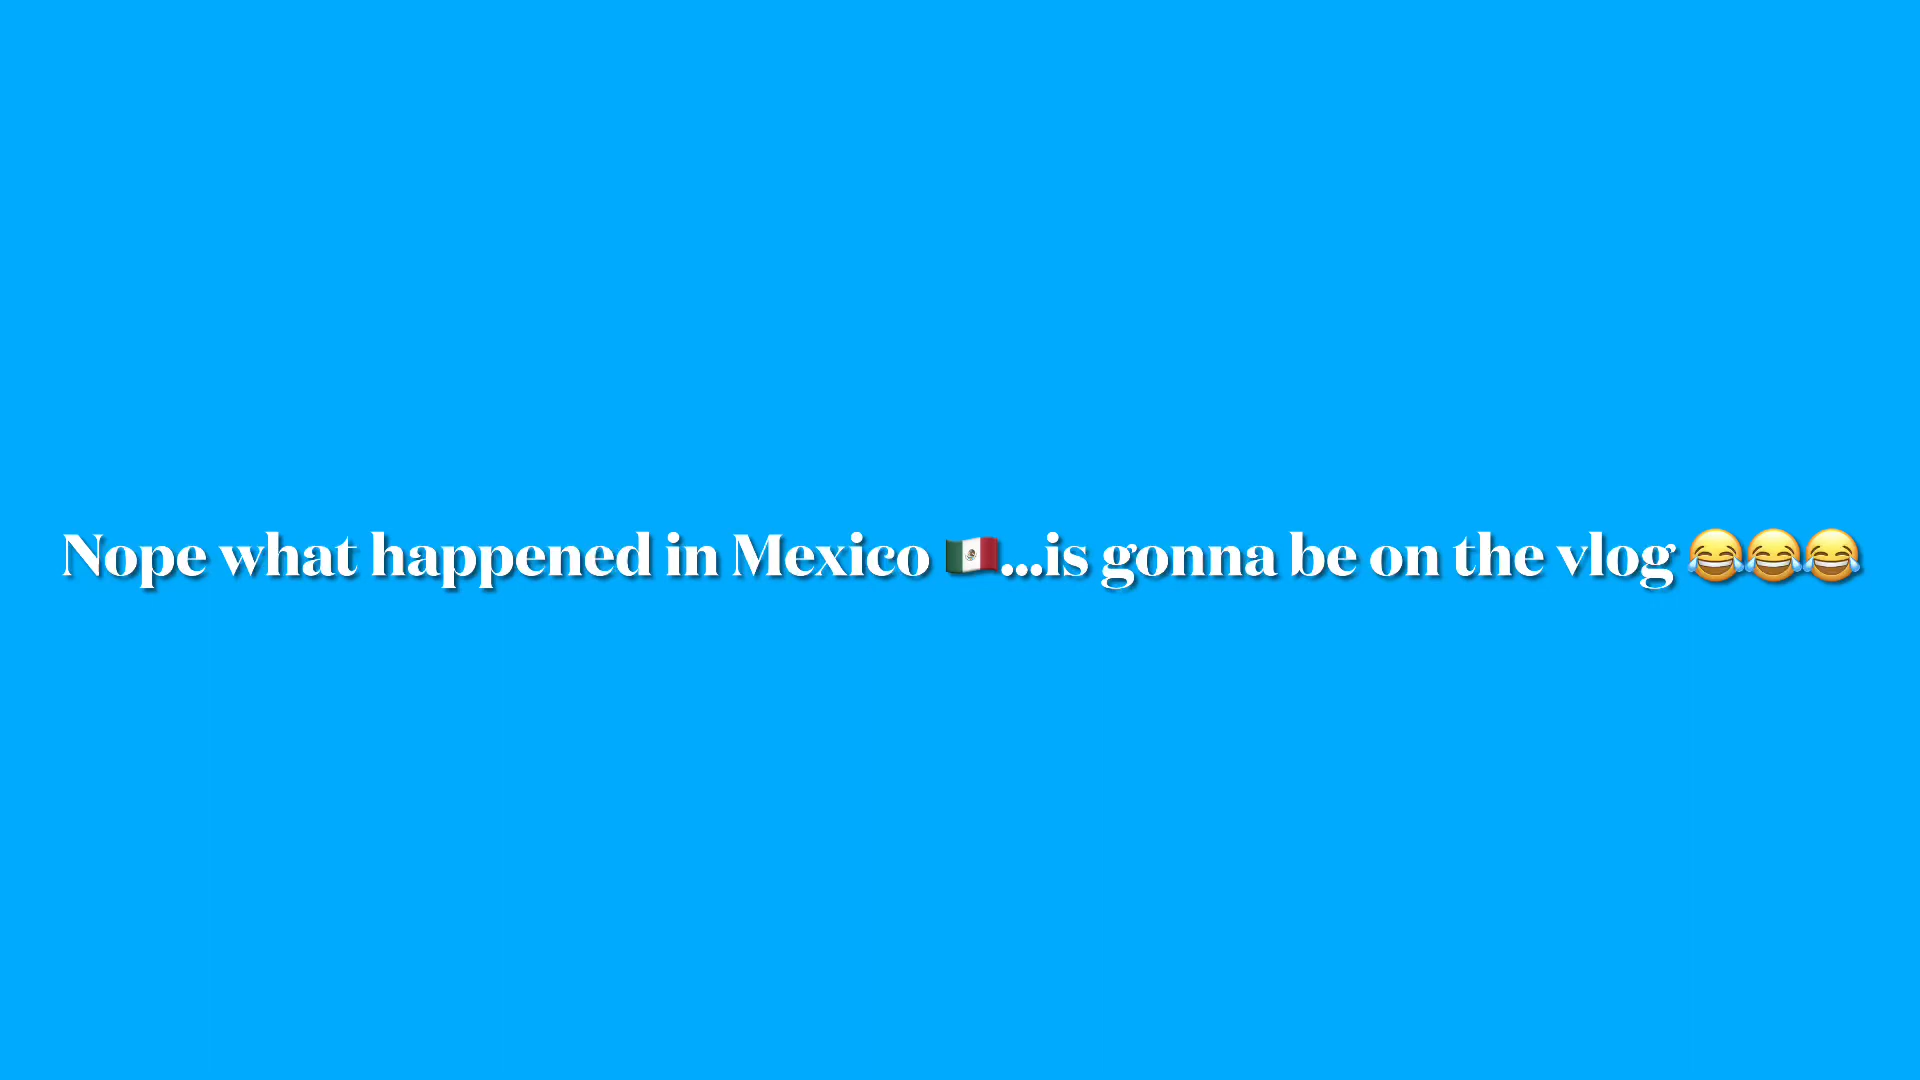 Nope what happened in Mexico 🇲🇽...is gonna be on the vlog 😂😂😂